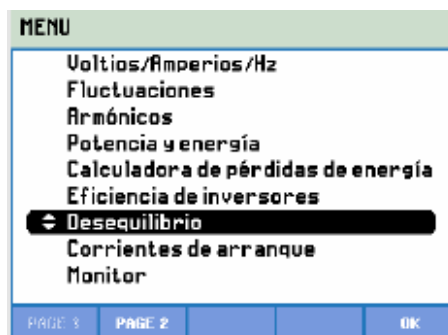 MENU
Voltios/Amperios/Hz
Fluctuaciones
Armónicos
Potencia y energía
Calculadora de pérdidas de energía
Eficiencia de inversores
Desequilibrio
Corrientes de arranque
Monitor
PAGE 3 PAGE 2 OK